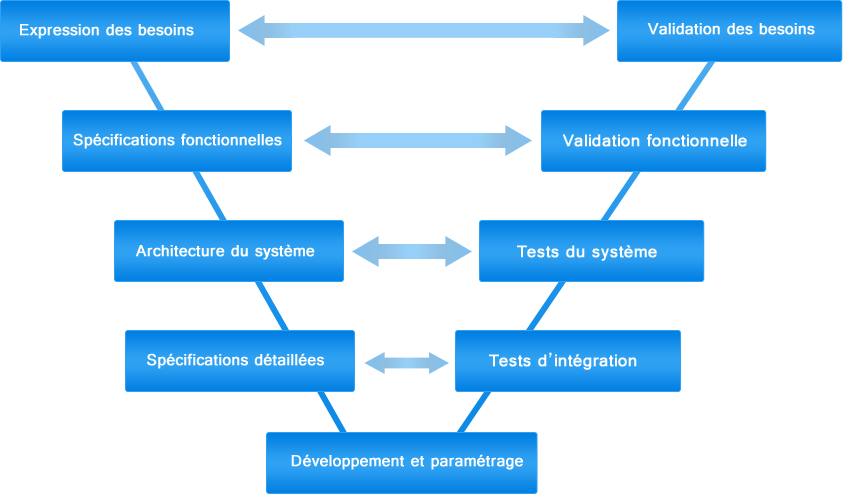 Expression des besoins
Validation des besoins
Spécifications fonctionnelles
Validation fonctionnelle
Architecture du système
Tests du système
Spécifications détaillées
Tests d’intégration
Développement et paramétrage